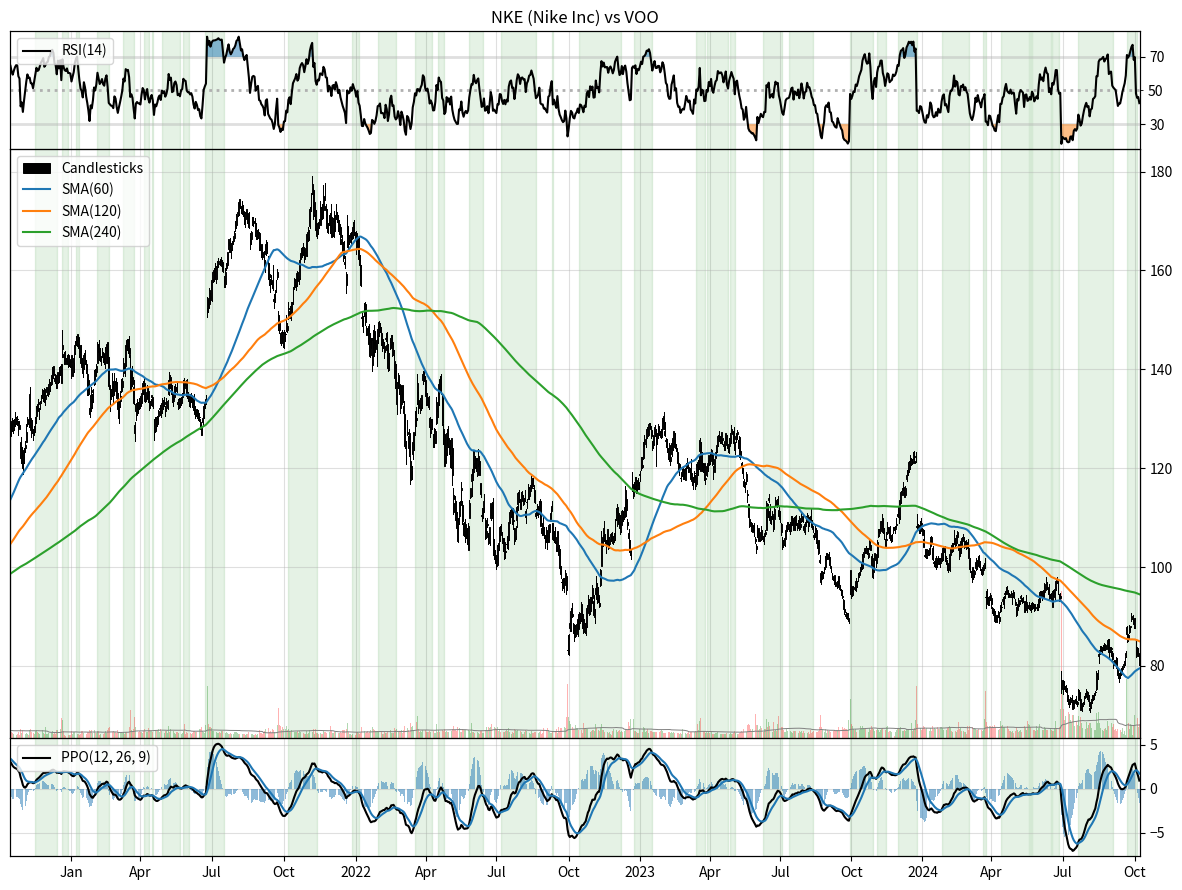 NKE (Nike Inc) vs VOO
RSI(14)
70
50
30
Candlesticks
SMA(60)
SMA(120)
SMA(240)
180
160
140
120
100
80
PPO(12, 26, 9)
5
0
−5
Jan Apr Jul Oct 2022 Apr Jul Oct 2023 Apr Jul Oct 2024 Apr Jul Oct